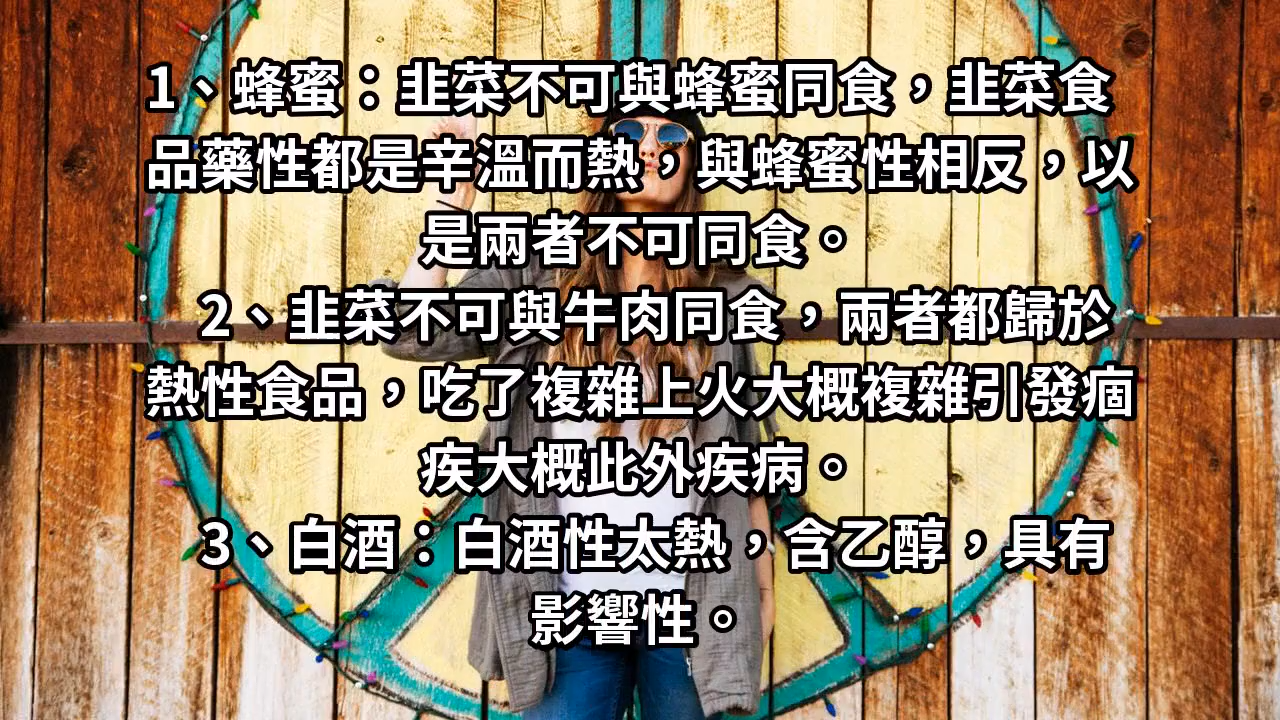 1、蜂蜜：韭菜不可與蜂蜜同食，韭菜食
品藥性都是辛溫而熱，與蜂蜜性相反，以
是兩者不可同食。
2、韭菜不可與牛肉同食，兩者都歸於
熱性食品，吃了複雜上火大概複雜引發痼
疾大概此外疾病。
3、白酒：白酒性太熱，含乙醇，具有
影響性。